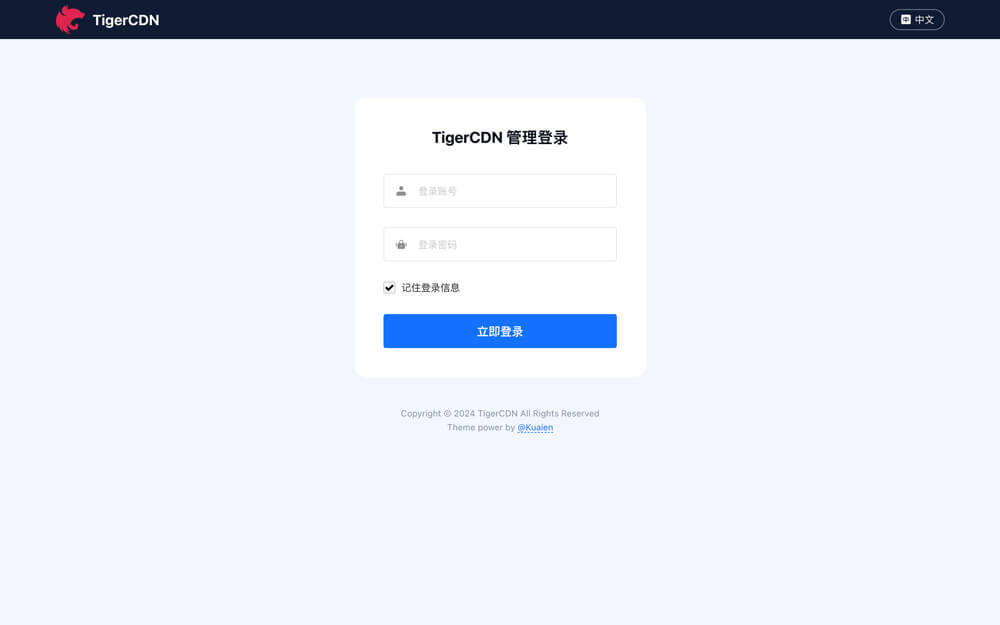 TigerCDN
中文
TigerCDN 管理登录
登录账号
登录密码
记住登录信息
立即登录
Copyright © 2024 TigerCDN All Rights Reserved
Theme power by @Kuaien